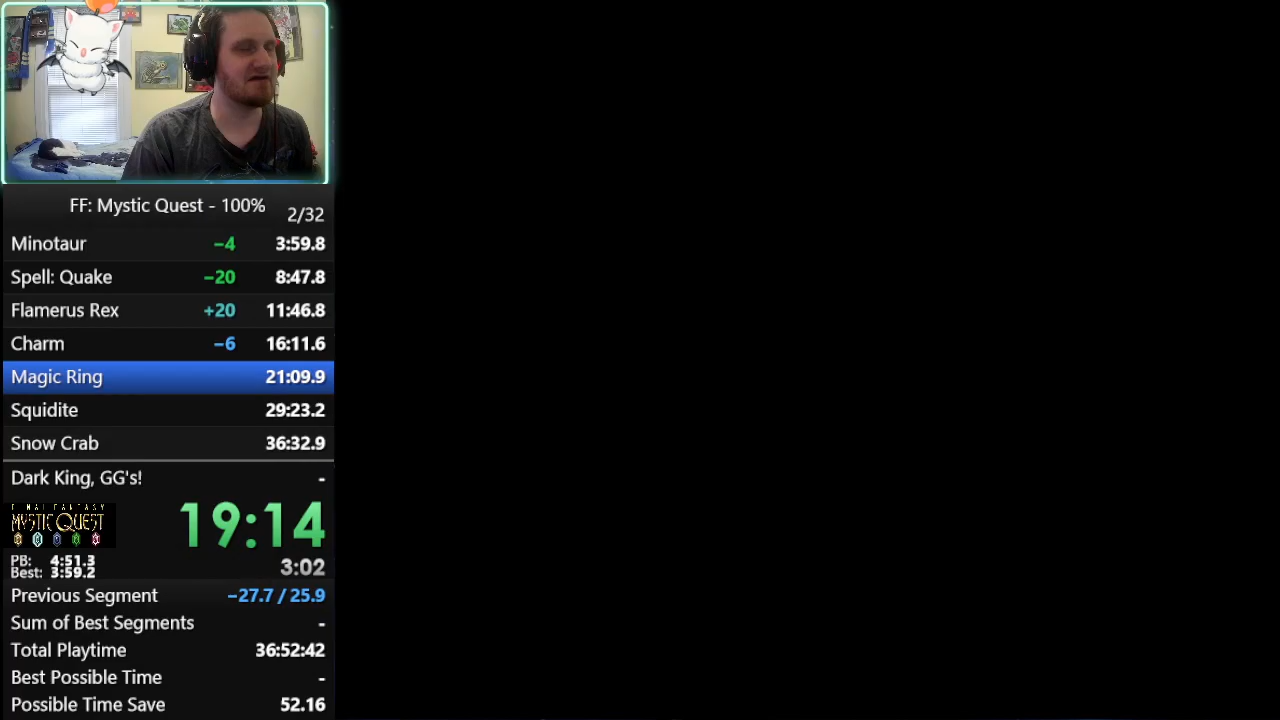 FF: Mystic Quest - 100%
2/32
Minotaur −4 3:59.8
Spell: Quake −20 8:47.8
Flamerus Rex +20 11:46.8
Charm −6 16:11.6
Magic Ring 21:09.9
Squidite 29:23.2
Snow Crab 36:32.9
Dark King, GG's! -
FINAL FANTASY
MYSTIC QUEST
19:14
PB: 4:51.3
Best: 3:59.2
3:02
Previous Segment −27.7 / 25.9
Sum of Best Segments -
Total Playtime 36:52:42
Best Possible Time -
Possible Time Save 52.16